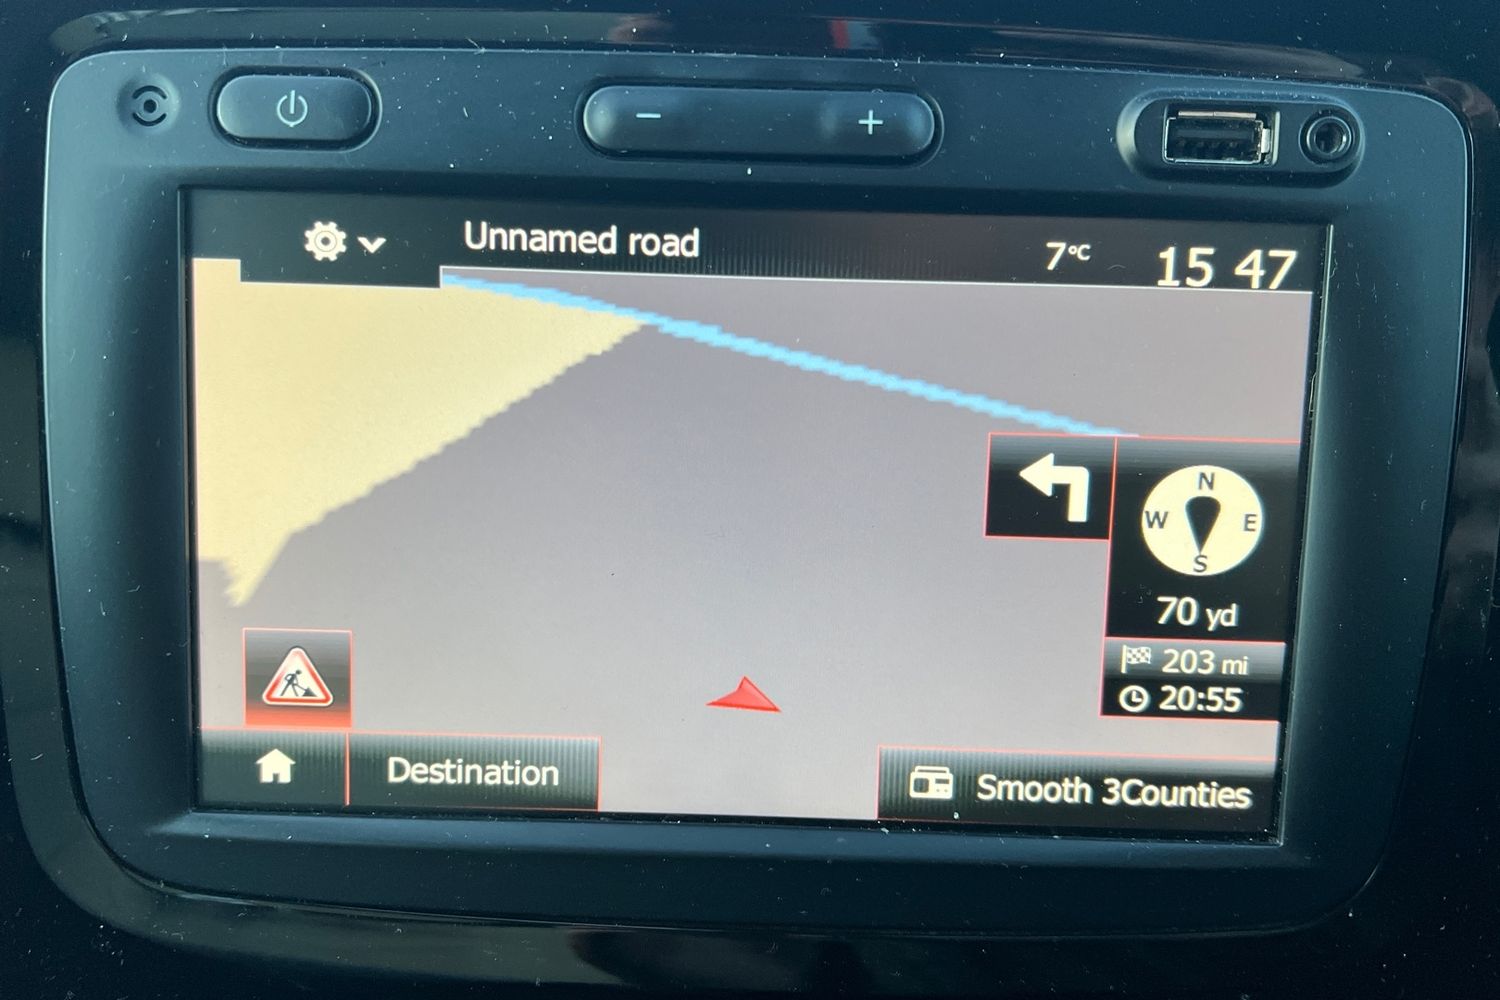 − +
Unnamed road
7°C
15 47
N
W E
S
70 yd
203 mi
20:55
Destination
Smooth 3Counties